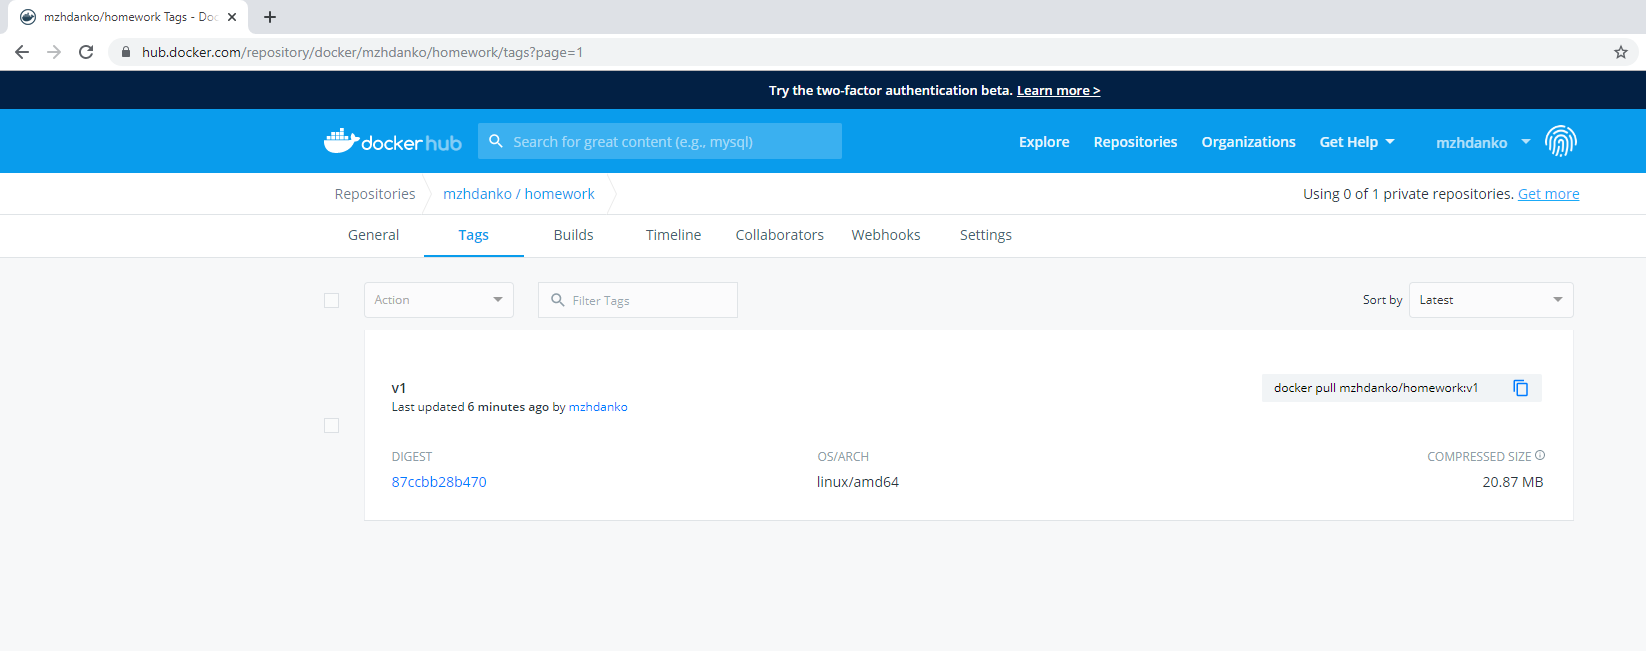 mzhdanko/homework Tags - Doc
hub.docker.com/repository/docker/mzhdanko/homework/tags?page=1
Try the two-factor authentication beta. Learn more >
docker hub
Search for great content (e.g., mysql)
Explore
Repositories
Organizations
Get Help
mzhdanko
Repositories
mzhdanko / homework
Using 0 of 1 private repositories. Get more
General
Tags
Builds
Timeline
Collaborators
Webhooks
Settings
Action
Filter Tags
Sort by
Latest
v1
docker pull mzhdanko/homework:v1
Last updated 6 minutes ago by mzhdanko
DIGEST
OS/ARCH
COMPRESSED SIZE
87ccbb28b470
linux/amd64
20.87 MB